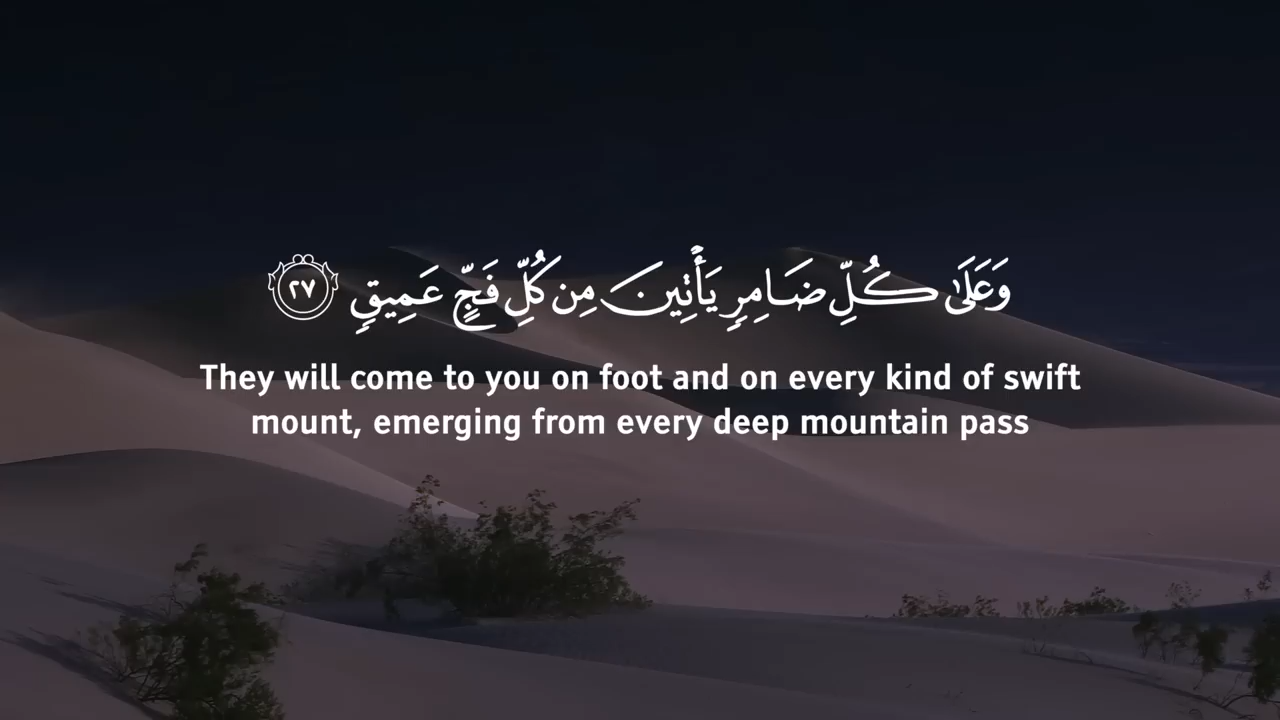 وَعَلَىٰ كُلِّ ضَامِرٍ يَأْتِينَ مِن كُلِّ فَجٍّ عَمِيقٍ ٢٧
They will come to you on foot and on every kind of swift
mount, emerging from every deep mountain pass